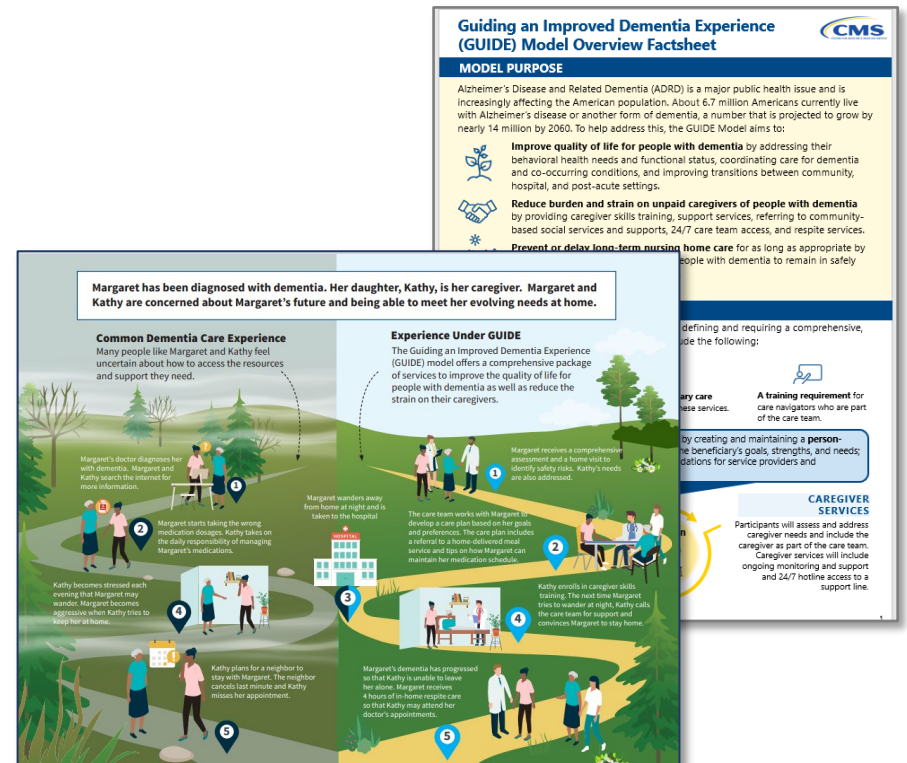 Guiding an Improved Dementia Experience
(GUIDE) Model Overview Factsheet
CMS
MODEL PURPOSE
Alzheimer's Disease and Related Dementia (ADRD) is a major public health issue and is
increasingly affecting the American population. About 6.7 million Americans currently live
with Alzheimer's disease or another form of dementia, a number that is projected to grow by
nearly 14 million by 2060. To help address this, the GUIDE Model aims to:
Improve quality of life for people with dementia by addressing their
behavioral health needs and functional status, coordinating care for dementia
and co-occurring conditions, and improving transitions between community,
hospital, and post-acute settings.
Reduce burden and strain on unpaid caregivers of people with dementia
by providing caregiver skills training, support services, referring to community-
based social services and supports, 24/7 care team access, and respite services.
Prevent or delay long-term nursing home care for as long as appropriate by
eople with dementia to remain in safely
defining and requiring a comprehensive,
ude the following:
ary care
hese services.
A training requirement for
care navigators who are part
of the care team.
by creating and maintaining a person-
he beneficiary's goals, strengths, and needs;
dations for service providers and
CAREGIVER
SERVICES
Participants will assess and address
caregiver needs and include the
caregiver as part of the care team.
Caregiver services will include
ongoing monitoring and support
and 24/7 hotline access to a
support line.
Margaret has been diagnosed with dementia. Her daughter, Kathy, is her caregiver. Margaret and
Kathy are concerned about Margaret's future and being able to meet her evolving needs at home.
Common Dementia Care Experience
Many people like Margaret and Kathy feel
uncertain about how to access the resources
and support they need.
Margaret's doctor diagnoses her
with dementia. Margaret and
Kathy search the internet for
more information.
1
2
Margaret starts taking the wrong
medication dosages. Kathy takes on
the daily responsibility of managing
Margaret's medications.
Margaret wanders away
from home at night and is
taken to the hospital
HOSPITAL
3
Kathy becomes stressed each
evening that Margaret may
wander. Margaret becomes
aggressive when Kathy tries to
keep her at home.
4
Kathy plans for a neighbor to
stay with Margaret. The neighbor
cancels last minute and Kathy
misses her appointment.
5
Experience Under GUIDE
The Guiding an Improved Dementia Experience
(GUIDE) model offers a comprehensive package
of services to improve the quality of life for
people with dementia as well as reduce the
strain on their caregivers.
Margaret receives a comprehensive
assessment and a home visit to
identify safety risks. Kathy's needs
are also addressed.
1
The care team works with Margaret to
develop a care plan based on her goals
and preferences. The care plan includes
a referral to a home-delivered meal
service and tips on how Margaret can
maintain her medication schedule.
2
Kathy enrolls in caregiver skills
training. The next time Margaret
tries to wander at night, Kathy calls
the care team for support and
convinces Margaret to stay home.
4
Margaret's dementia has progressed
so that Kathy is unable to leave
her alone. Margaret receives
4 hours of in-home respite care
so that Kathy may attend her
doctor's appointments.
5